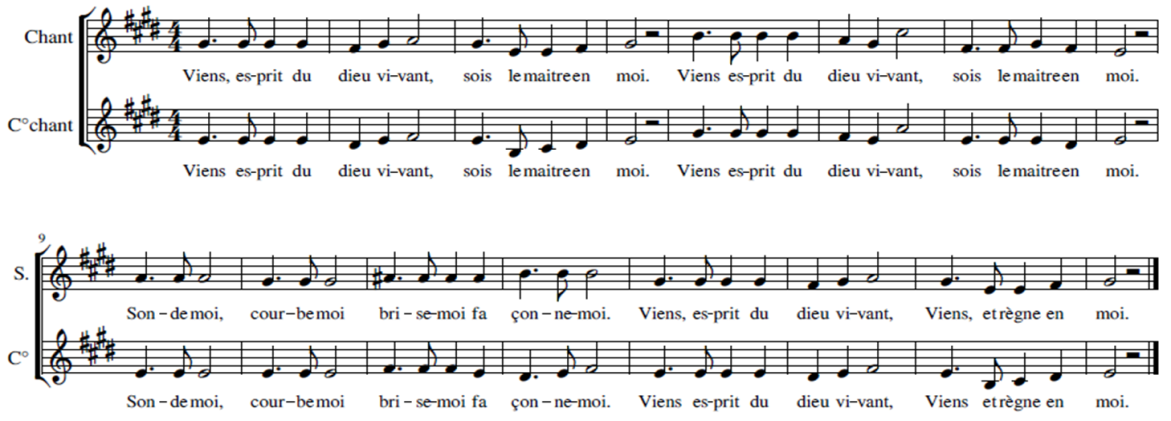 Chant
Viens, es-prit du dieu vi-vant, sois le maitre en moi. Viens es-prit du dieu vi-vant, sois le maitre en moi.
C°chant
Viens es-prit du dieu vi-vant, sois le maitre en moi. Viens es-prit du dieu vi-vant, sois le maitre en moi.
9
S.
Son-de moi, cour-be moi bri-se-moi fa çon-ne-moi. Viens, es-prit du dieu vi-vant, Viens, et règne en moi.
C°
Son-de moi, cour-be moi bri-se-moi fa çon-ne-moi. Viens es-prit du dieu vi-vant, Viens et règne en moi.